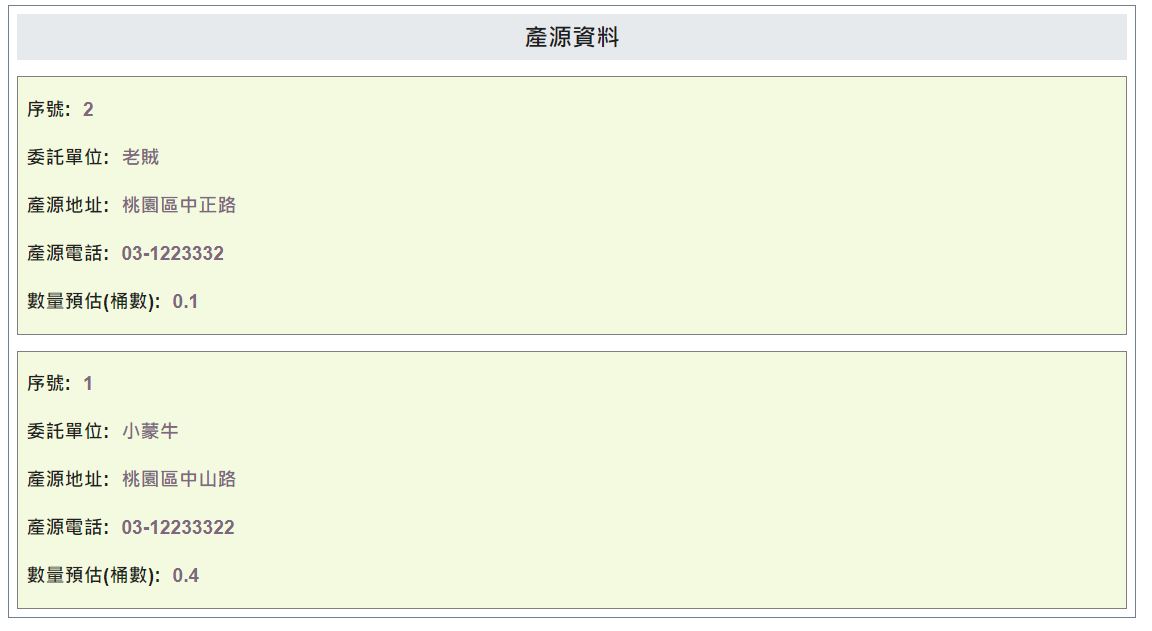 產源資料
序號: 2
委託單位: 老賊
產源地址: 桃園區中正路
產源電話: 03-1223332
數量預估(桶數): 0.1
序號: 1
委託單位: 小蒙牛
產源地址: 桃園區中山路
產源電話: 03-12233322
數量預估(桶數): 0.4